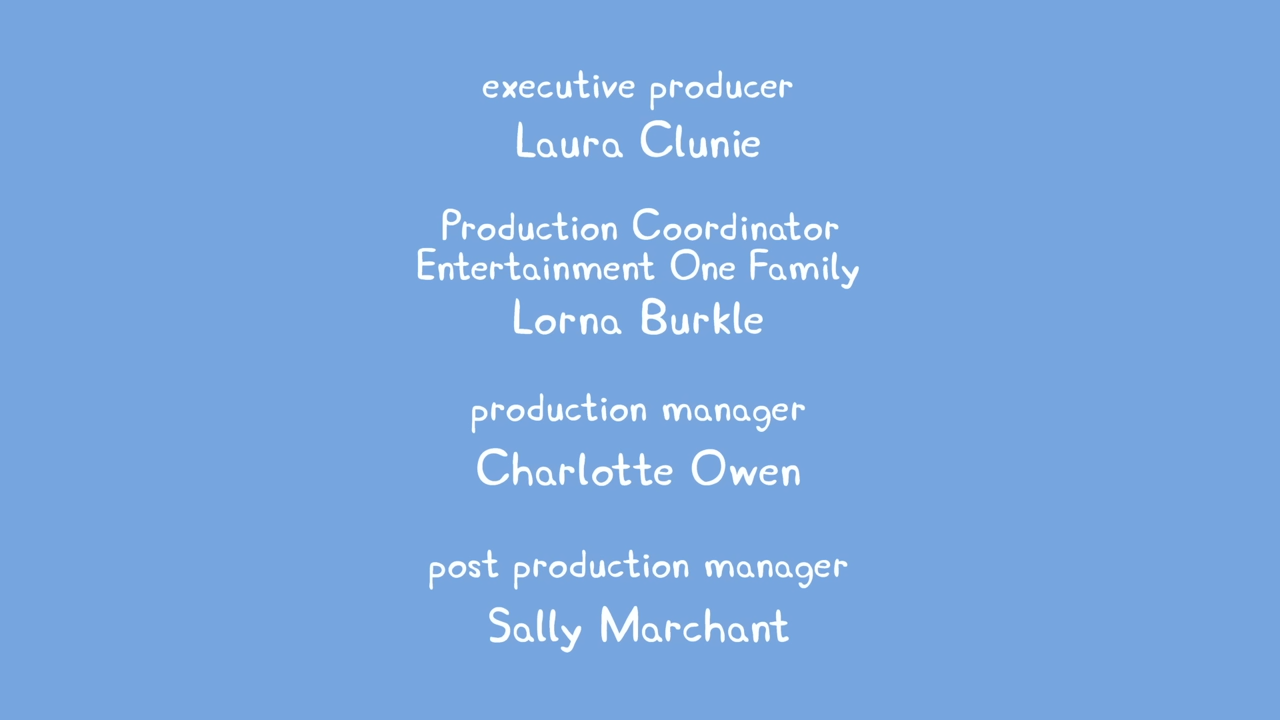 executive producer
Laura Clunie
Production Coordinator
Entertainment One Family
Lorna Burkle
production manager
Charlotte Owen
post production manager
Sally Marchant